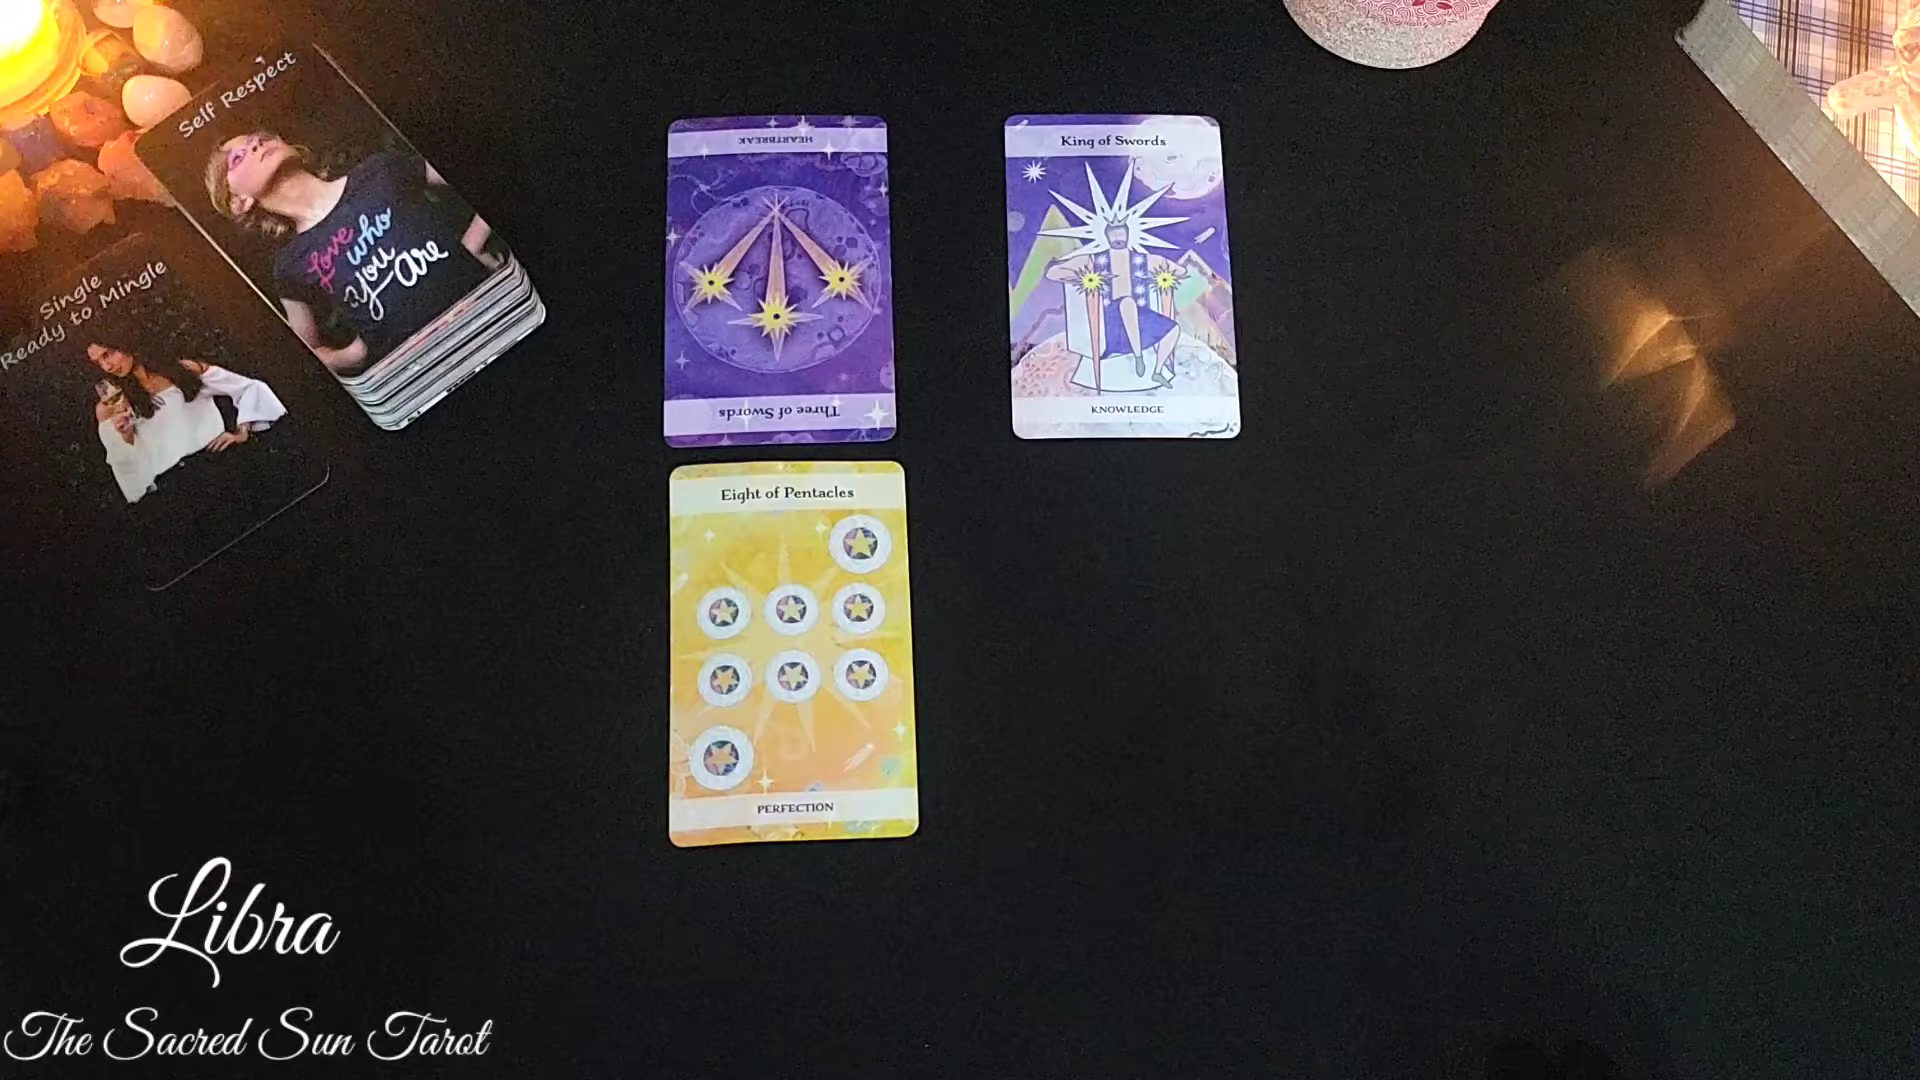 Self Respect
Love
who
you
are
Single
Ready to Mingle
HEARTBREAK
Three of Swords
King of Swords
KNOWLEDGE
Eight of Pentacles
PERFECTION
Libra
The Sacred Sun Tarot